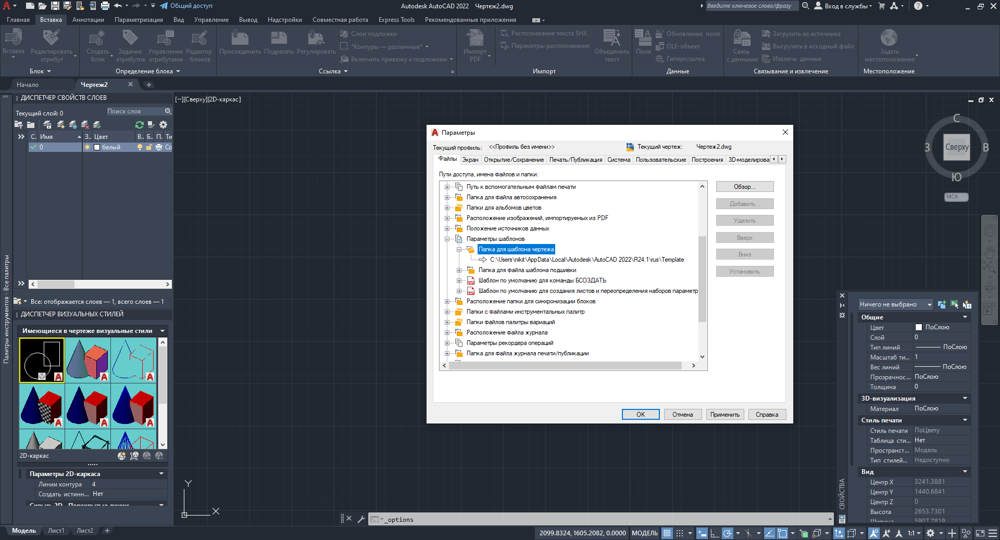 Общий доступ
Autodesk AutoCAD 2022 Чертеж2.dwg
Введите ключевое слово/фразу
Вход в службы
Главная Вставка Аннотации Параметризация Вид Управление Вывод Надстройки Совместная работа Express Tools Рекомендованные приложения
Вставка
Редактировать атрибут
Блок
Создать блок
Задание атрибутов
Управление атрибутами
Редактор блоков
Определение блока
Присоединить
Подрезать
Регулировать
Слои подложки
*Контуры — различные*
Включить привязку к подложкам
Ссылка
Импорт PDF
Распознавание текста SHX
Параметры распознавания
Объединить текст
Импорт
Поле
Обновление поля
OLE-объект
Гиперссылка
Данные
Связь с данными
Загрузить из источника
Выгрузить в исходный файл
Извлечь данные
Связывание и извлечение
Задать местоположение
Местоположение
Начало Чертеж2
ДИСПЕТЧЕР СВОЙСТВ СЛОЕВ
Текущий слой: 0
Поиск слоя
С. Имя З.. Цвет В.. Б.. П. Ти
0 белый Co
Все: отображается слоев — 1, всего слоев — 1
Палитры инструментов - Все палитры
ДИСПЕТЧЕР ВИЗУАЛЬНЫХ СТИЛЕЙ
Имеющиеся в чертеже визуальные стили
2D-каркас
Параметры 2D-каркаса
Линии контура 4
Создать истинн... Нет
Скрыть 2D - Перекрытые линии
[−][Сверху][2D-каркас]
С
З
Сверху
В
Ю
МСК
Параметры
Текущий профиль: <<Профиль без имени>>
Текущий чертеж: Чертеж2.dwg
Файлы Экран Открытие/Сохранение Печать/Публикация Система Пользовательские Построения 3D-моделирова
Пути доступа, имена файлов и папки:
Путь к вспомогательным файлам печати
Папка для файла автосохранения
Папки для альбомов цветов
Расположение изображений, импортируемых из PDF
Положение источников данных
Параметры шаблонов
Папка для шаблона чертежа
C:\Users\nikit\AppData\Local\Autodesk\AutoCAD 2022\R24.1\rus\Template
Папка для файла шаблона подшивки
Шаблон по умолчанию для команды БСОЗДАТЬ
Шаблон по умолчанию для создания листов и переопределения наборов параметр
Расположение папки для синхронизации блоков
Папки с файлами инструментальных палитр
Папки файлов палитры вариаций
Расположение файла журнала
Параметры рекордера операций
Папка для файла журнала печати/публикации
Обзор...
Добавить...
Удалить
Вверх
Вниз
Установить
OK Отмена Применить Справка
Ничего не выбрано
Общие
Цвет ПоСлою
Слой 0
Тип линий ПоСлою
Масштаб ти... 1
Вес линий ПоСлою
Прозрачнос... ПоСлою
Толщина 0
3D-визуализация
Материал ПоСлою
Стиль печати
Стиль печати ПоЦвету
Таблица сти... Нет
Пространст... Модель
Тип стилей... Недоступно
Вид
Центр X 3241.3881
Центр Y 1440.6841
Центр Z 0
Высота 2653.7301
Ширина 5907.7819
СВОЙСТВА
Y
X
_options
Модель Лист1 Лист2
2099.8324, 1605.2082, 0.0000 МОДЕЛЬ 1:1